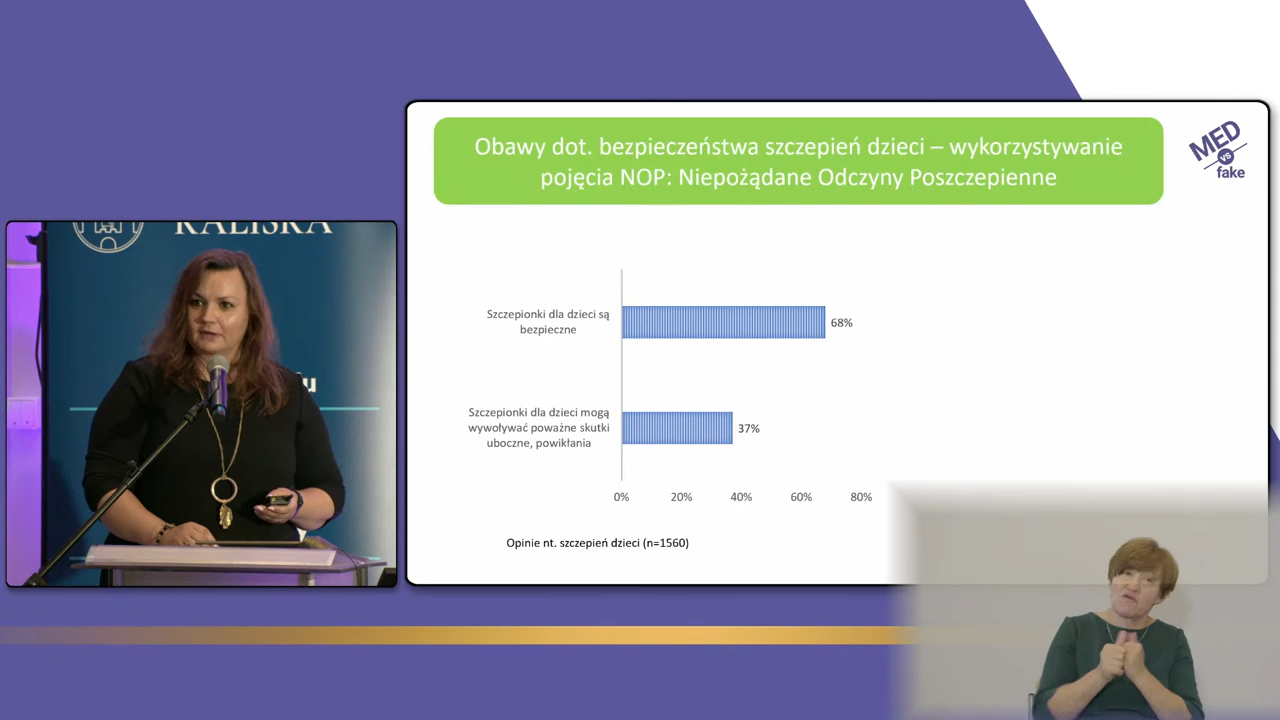 Obawy dot. bezpieczeństwa szczepień dzieci – wykorzystywanie
pojęcia NOP: Niepożądane Odczyny Poszczepienne
MED
vs
fake
KALISKA
Szczepionki dla dzieci są
bezpieczne
68%
Szczepionki dla dzieci mogą
wywoływać poważne skutki
uboczne, powikłania
37%
0% 20% 40% 60% 80%
Opinie nt. szczepień dzieci (n=1560)